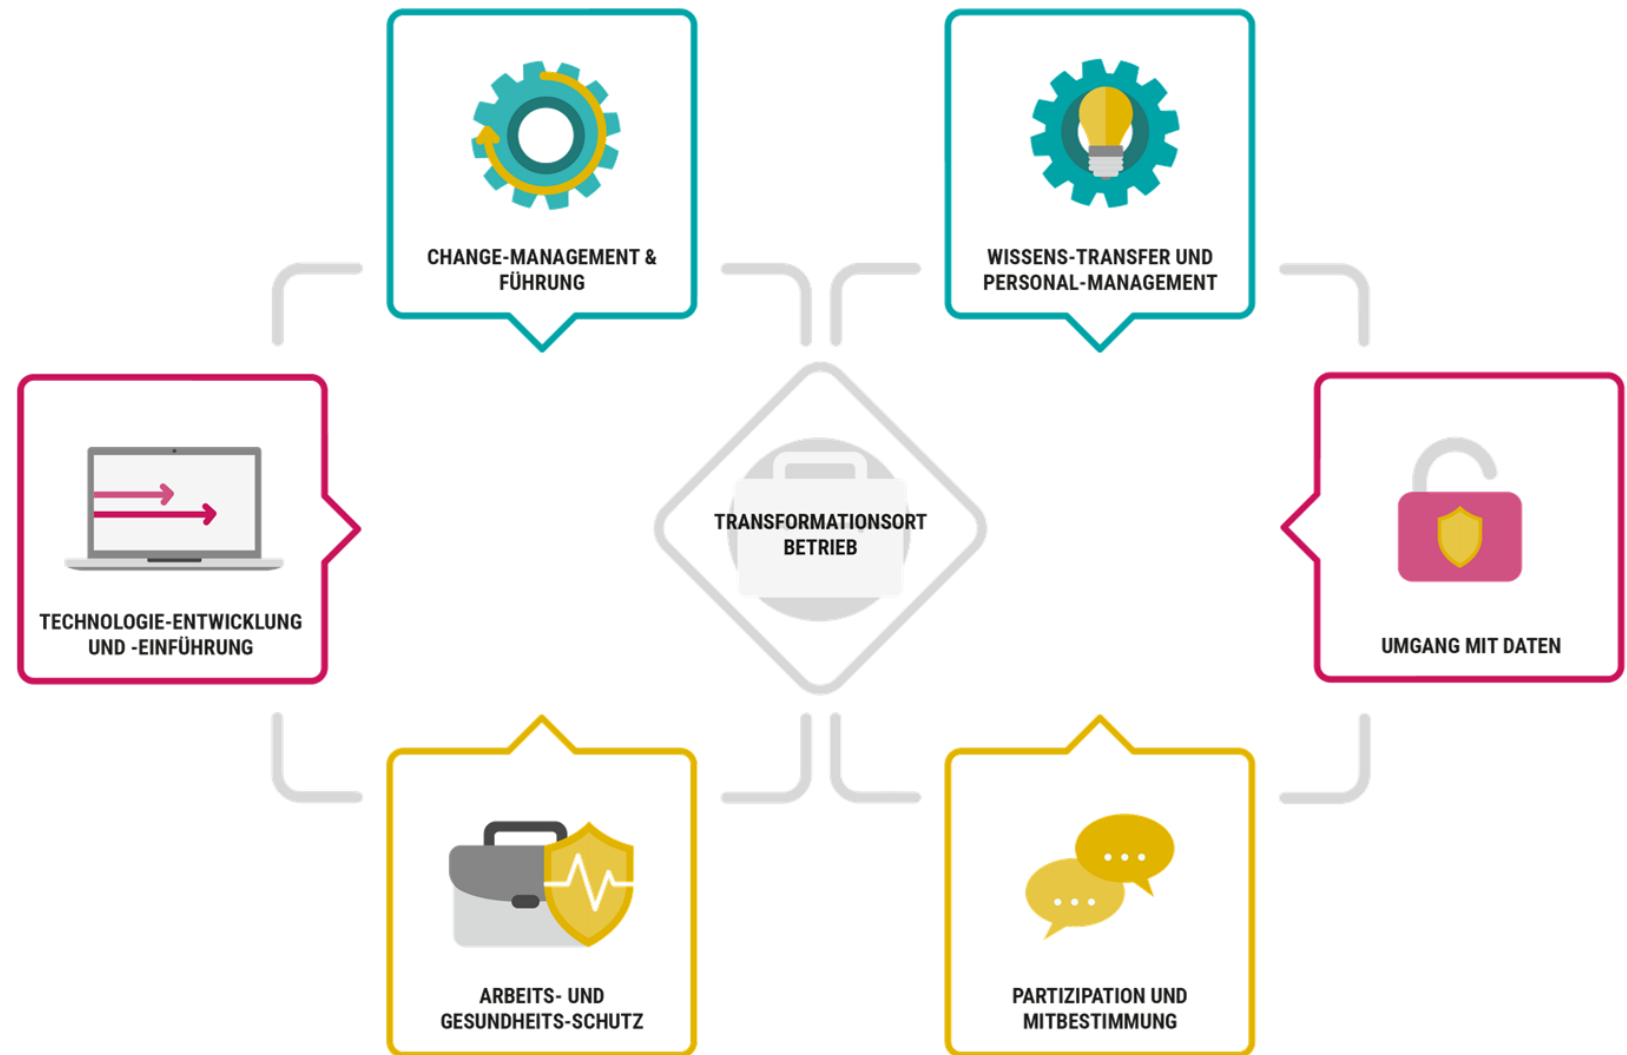 CHANGE-MANAGEMENT &
FÜHRUNG
WISSENS-TRANSFER UND
PERSONAL-MANAGEMENT
TECHNOLOGIE-ENTWICKLUNG
UND -EINFÜHRUNG
TRANSFORMATIONSORT
BETRIEB
UMGANG MIT DATEN
ARBEITS- UND
GESUNDHEITS-SCHUTZ
PARTIZIPATION UND
MITBESTIMMUNG